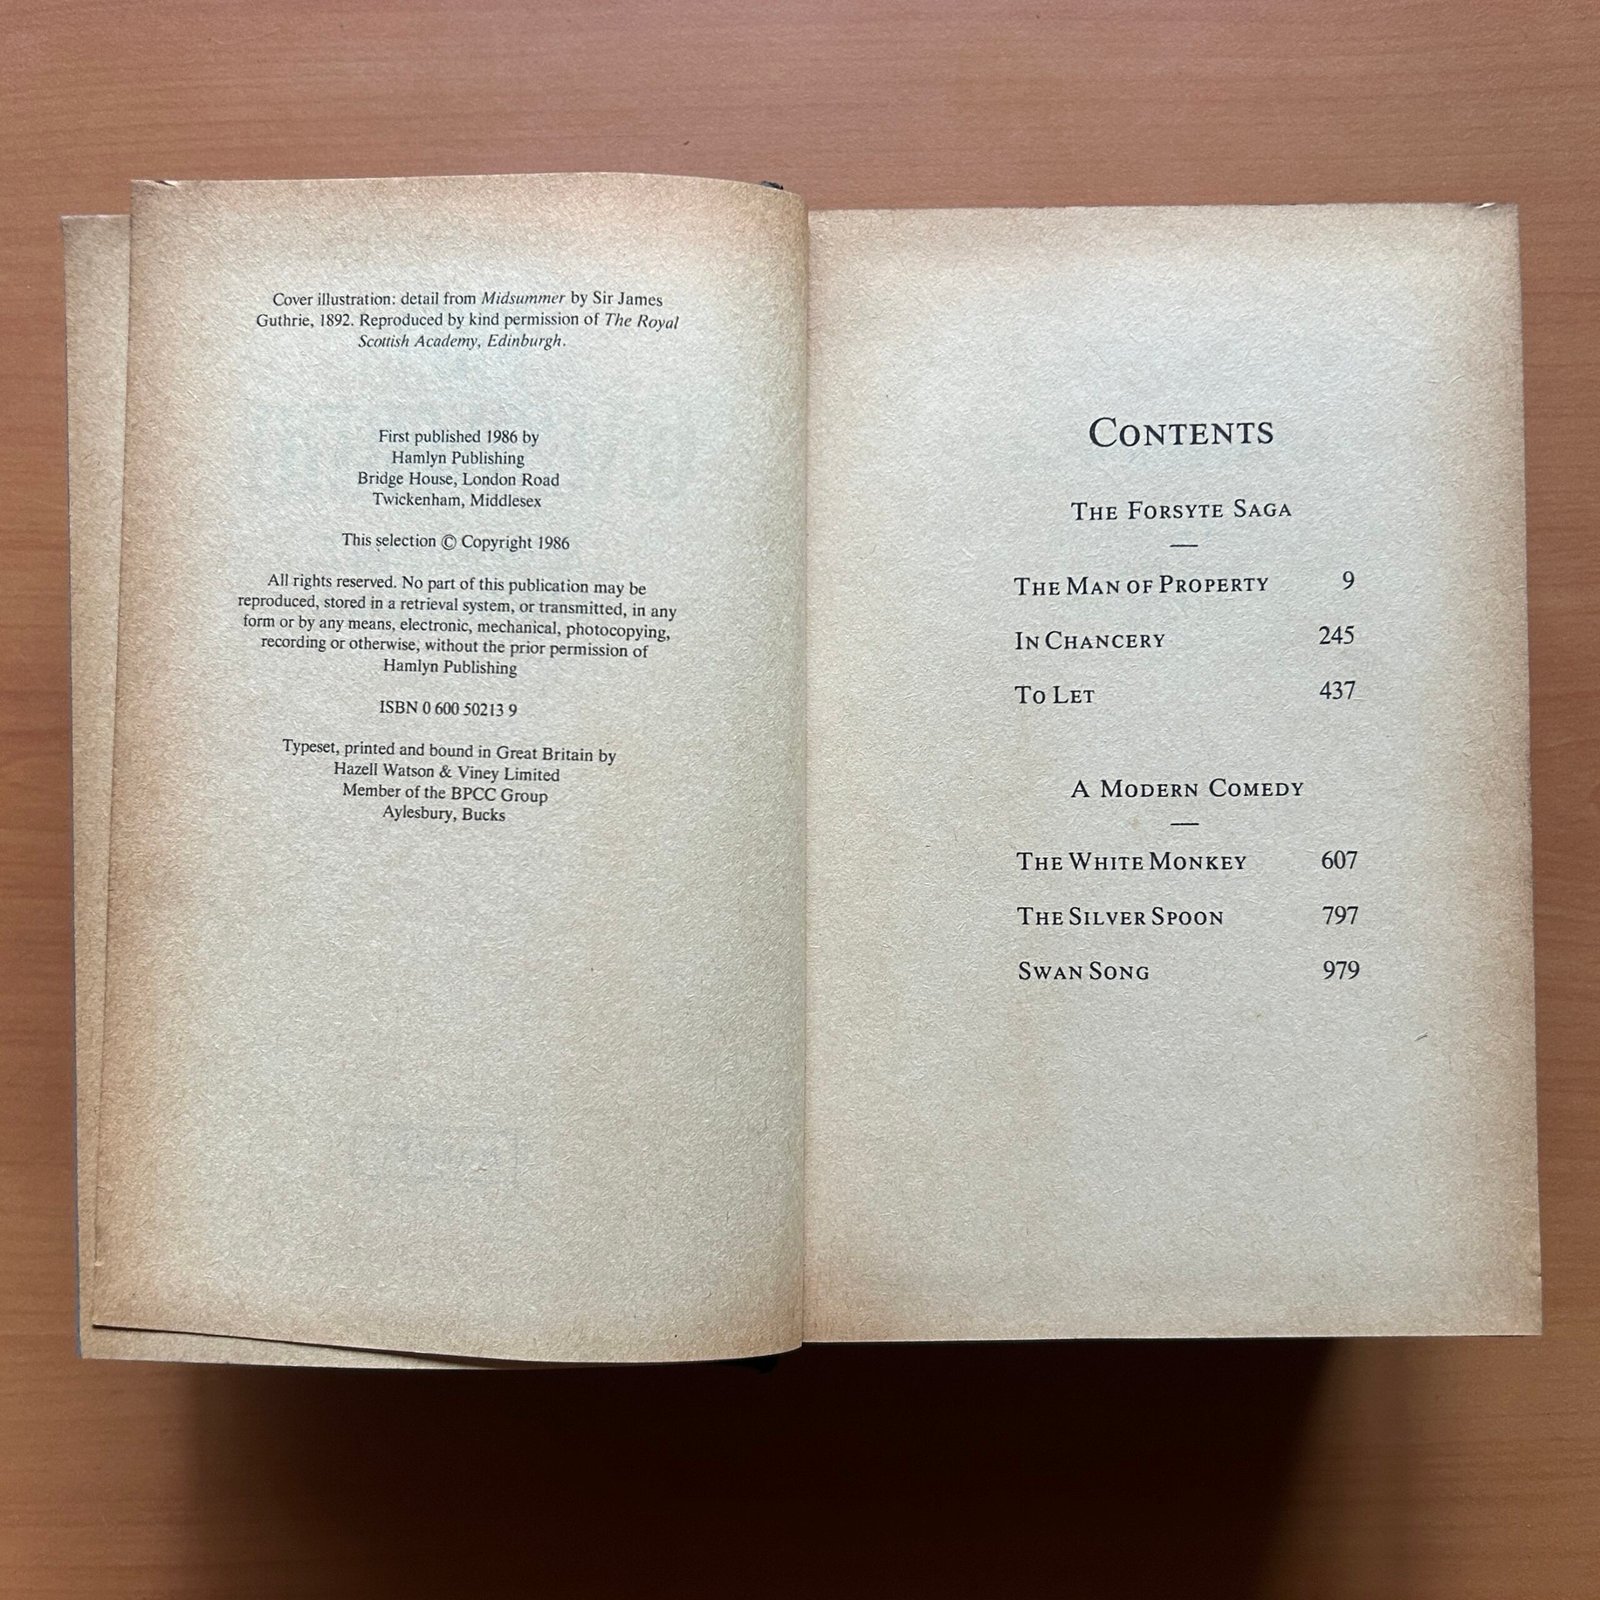 Cover illustration: detail from Midsummer by Sir James
Guthrie, 1892. Reproduced by kind permission of The Royal
Scottish Academy, Edinburgh.
First published 1986 by
Hamlyn Publishing
Bridge House, London Road
Twickenham, Middlesex
This selection © Copyright 1986
All rights reserved. No part of this publication may be
reproduced, stored in a retrieval system, or transmitted, in any
form or by any means, electronic, mechanical, photocopying,
recording or otherwise, without the prior permission of
Hamlyn Publishing
ISBN 0 600 50213 9
Typeset, printed and bound in Great Britain by
Hazell Watson & Viney Limited
Member of the BPCC Group
Aylesbury, Bucks
CONTENTS
THE FORSYTE SAGA
THE MAN OF PROPERTY 9
IN CHANCERY 245
TO LET 437
A MODERN COMEDY
THE WHITE MONKEY 607
THE SILVER SPOON 797
SWAN SONG 979